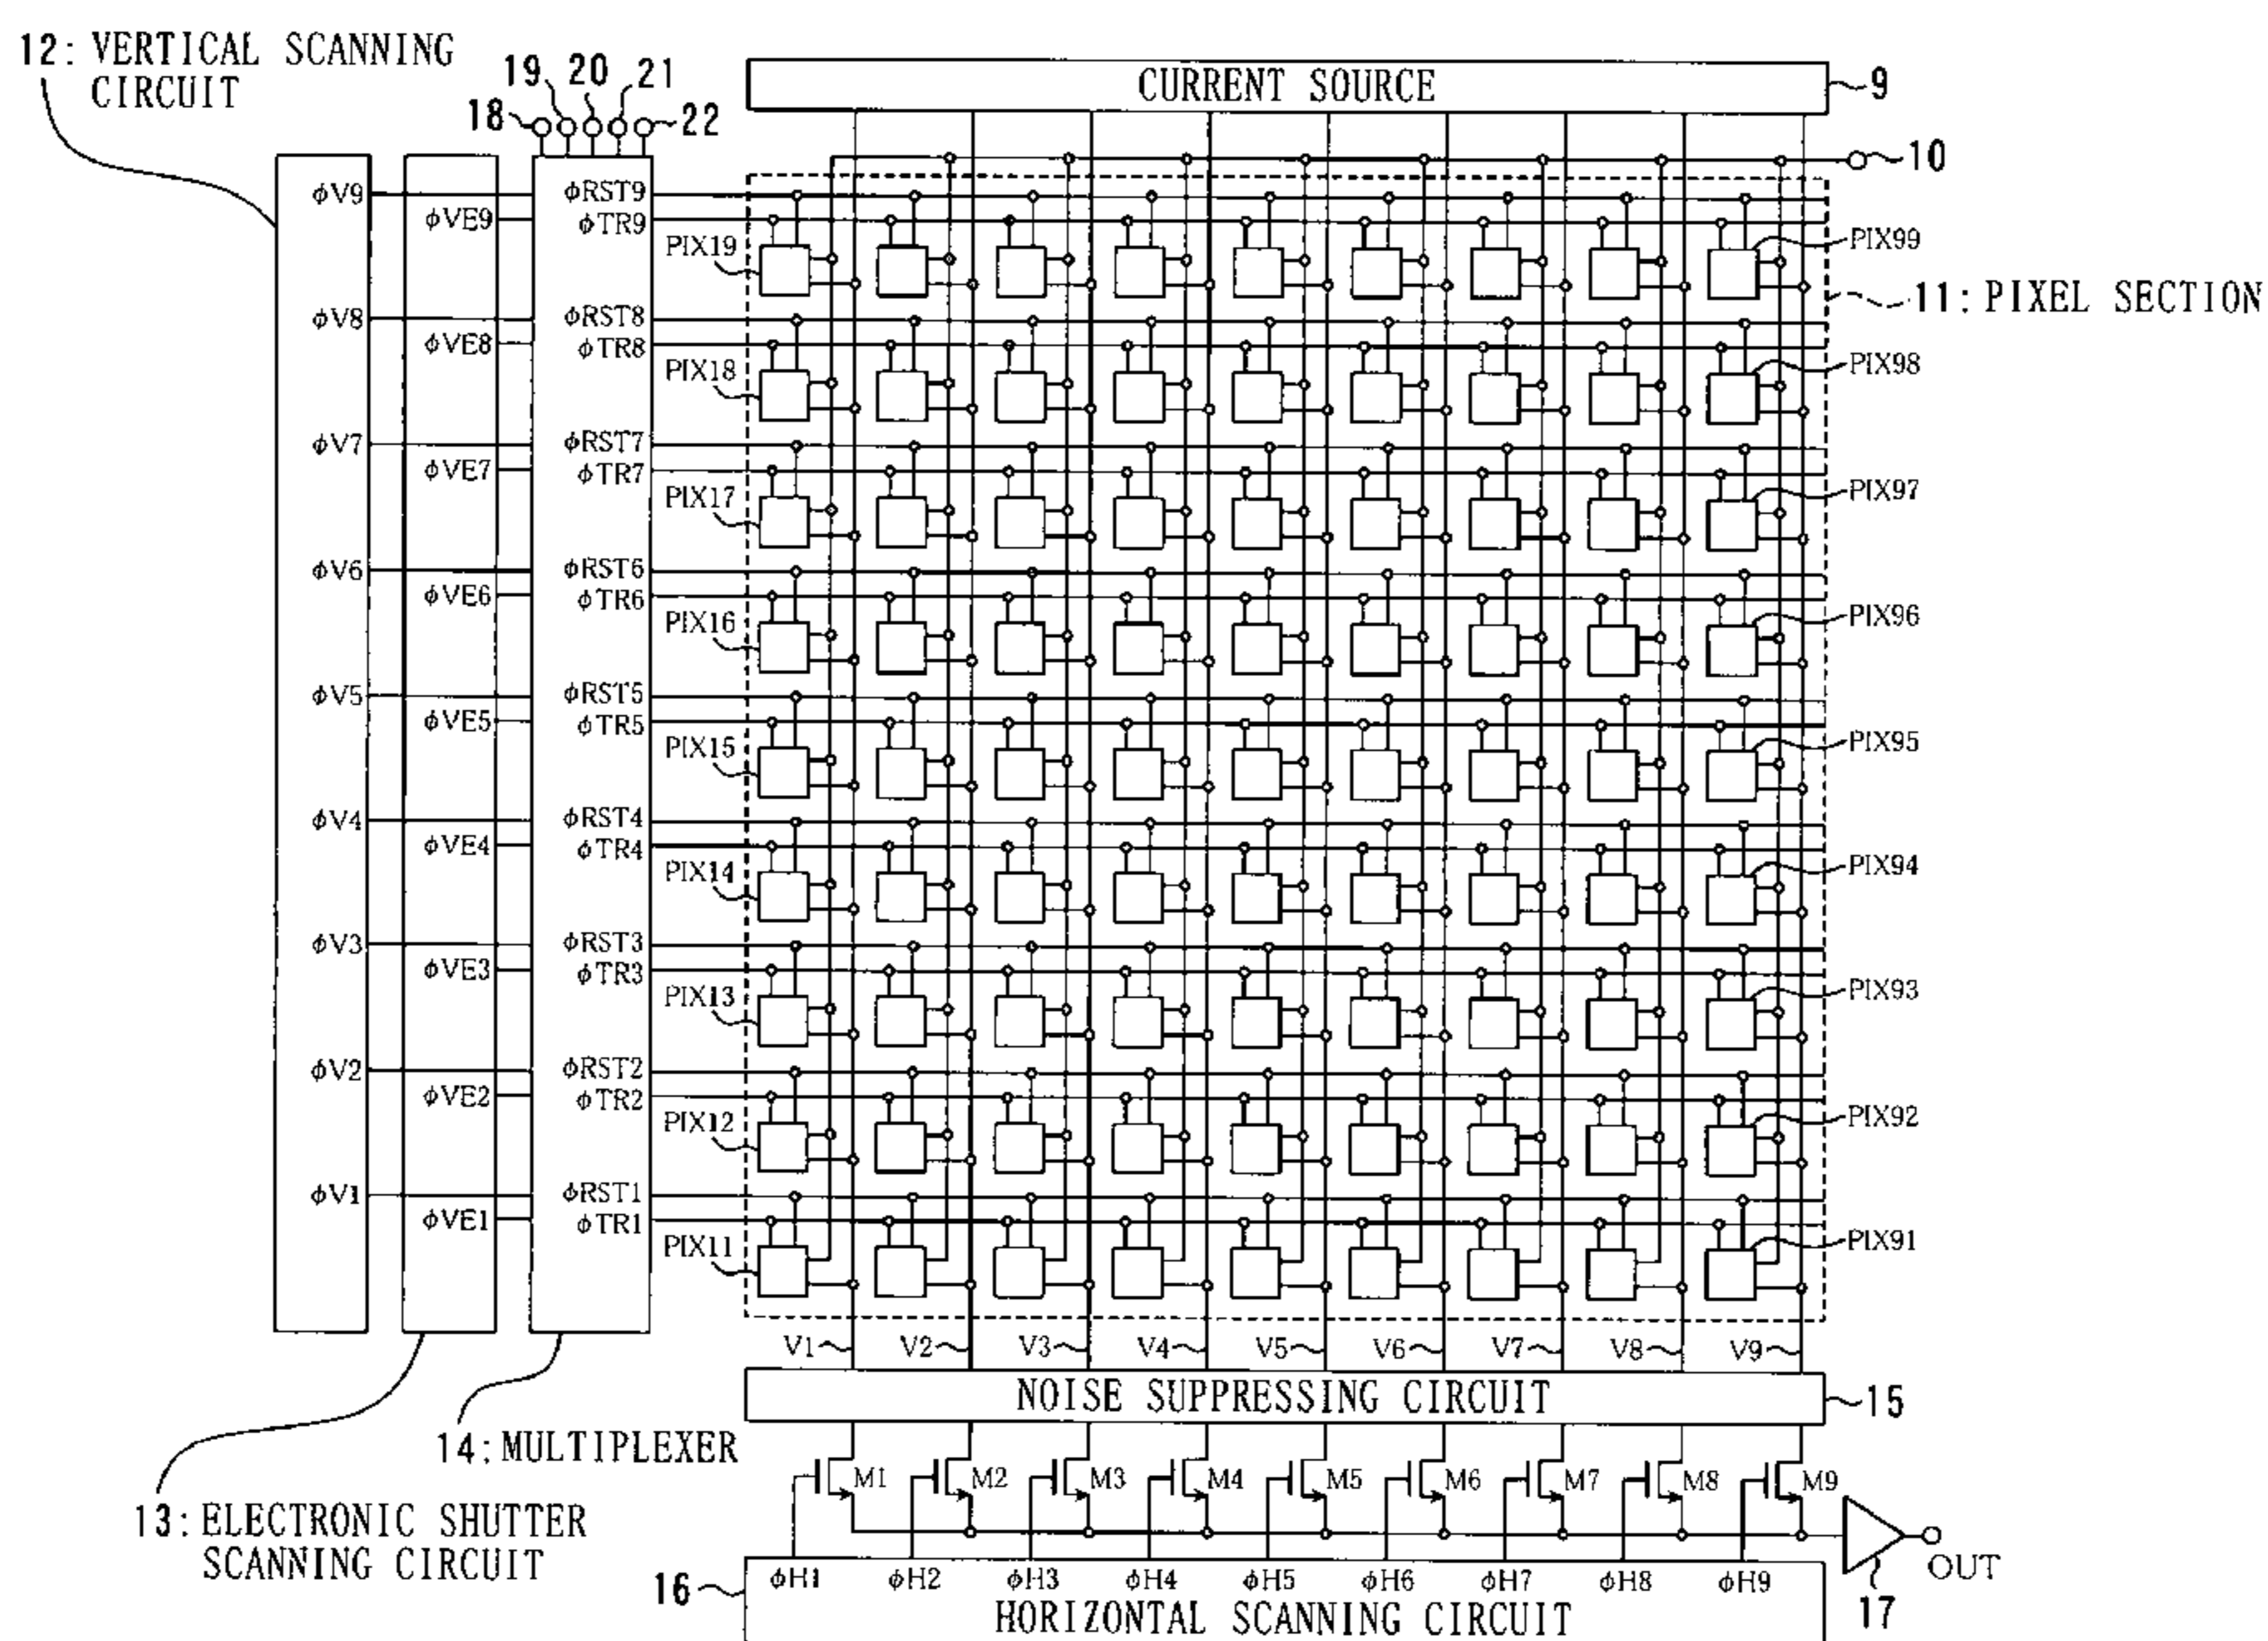 12: VERTICAL SCANNING
CIRCUIT
19 20 21
18 22
CURRENT SOURCE 9
10
φV9 φRST9
φVE9 φTR9
PIX19 PIX99
11: PIXEL SECTION
φV8 φRST8
φVE8 φTR8
PIX18 PIX98
φV7 φRST7
φVE7 φTR7
PIX17 PIX97
φV6 φRST6
φVE6 φTR6
PIX16 PIX96
φV5 φRST5
φVE5 φTR5
PIX15 PIX95
φV4 φRST4
φVE4 φTR4
PIX14 PIX94
φV3 φRST3
φVE3 φTR3
PIX13 PIX93
φV2 φRST2
φVE2 φTR2
PIX12 PIX92
φV1 φRST1
φVE1 φTR1
PIX11 PIX91
V1 V2 V3 V4 V5 V6 V7 V8 V9
NOISE SUPPRESSING CIRCUIT 15
14: MULTIPLEXER
M1 M2 M3 M4 M5 M6 M7 M8 M9
13: ELECTRONIC SHUTTER
SCANNING CIRCUIT
OUT
17
16 φH1 φH2 φH3 φH4 φH5 φH6 φH7 φH8 φH9
HORIZONTAL SCANNING CIRCUIT